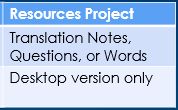 Resources Project
Translation Notes,
Questions, or Words
Desktop version only